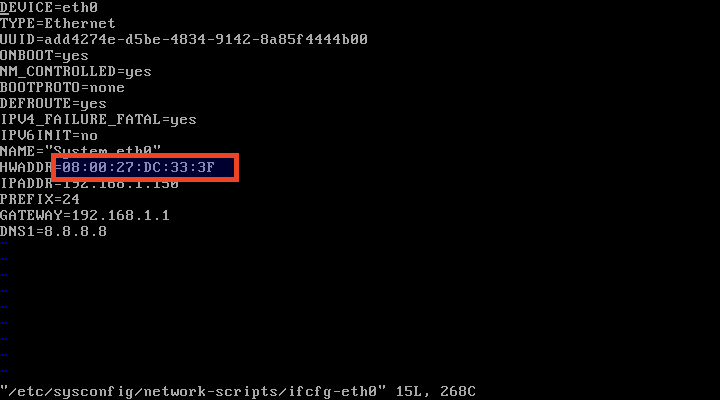 DEVICE=eth0
TYPE=Ethernet
UUID=add4274e-d5be-4834-9142-8a85f4444b00
ONBOOT=yes
NM_CONTROLLED=yes
BOOTPROTO=none
DEFROUTE=yes
IPV4_FAILURE_FATAL=yes
IPV6INIT=no
NAME="System eth0"
HWADDR=08:00:27:DC:33:3F
IPADDR=192.168.1.150
PREFIX=24
GATEWAY=192.168.1.1
DNS1=8.8.8.8
~
~
~
~
~
~
~
~
~
"/etc/sysconfig/network-scripts/ifcfg-eth0" 15L, 268C